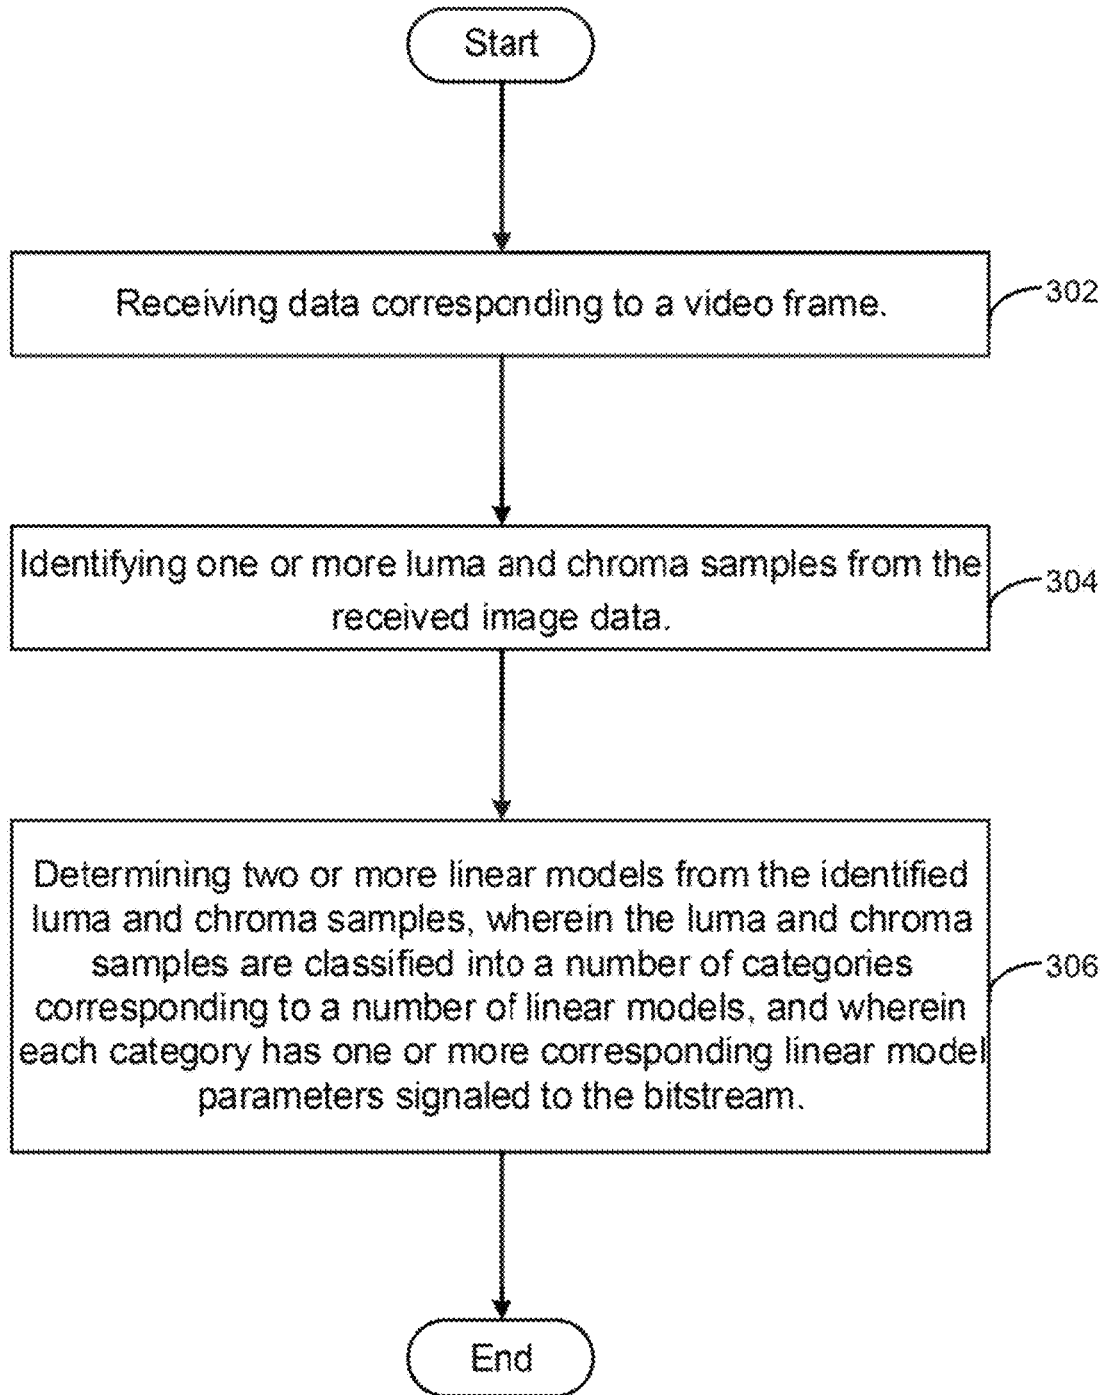 Start
Receiving data corresponding to a video frame.
302
Identifying one or more luma and chroma samples from the
received image data.
304
Determining two or more linear models from the identified
luma and chroma samples, wherein the luma and chroma
samples are classified into a number of categories
corresponding to a number of linear models, and wherein
each category has one or more corresponding linear model
parameters signaled to the bitstream.
306
End